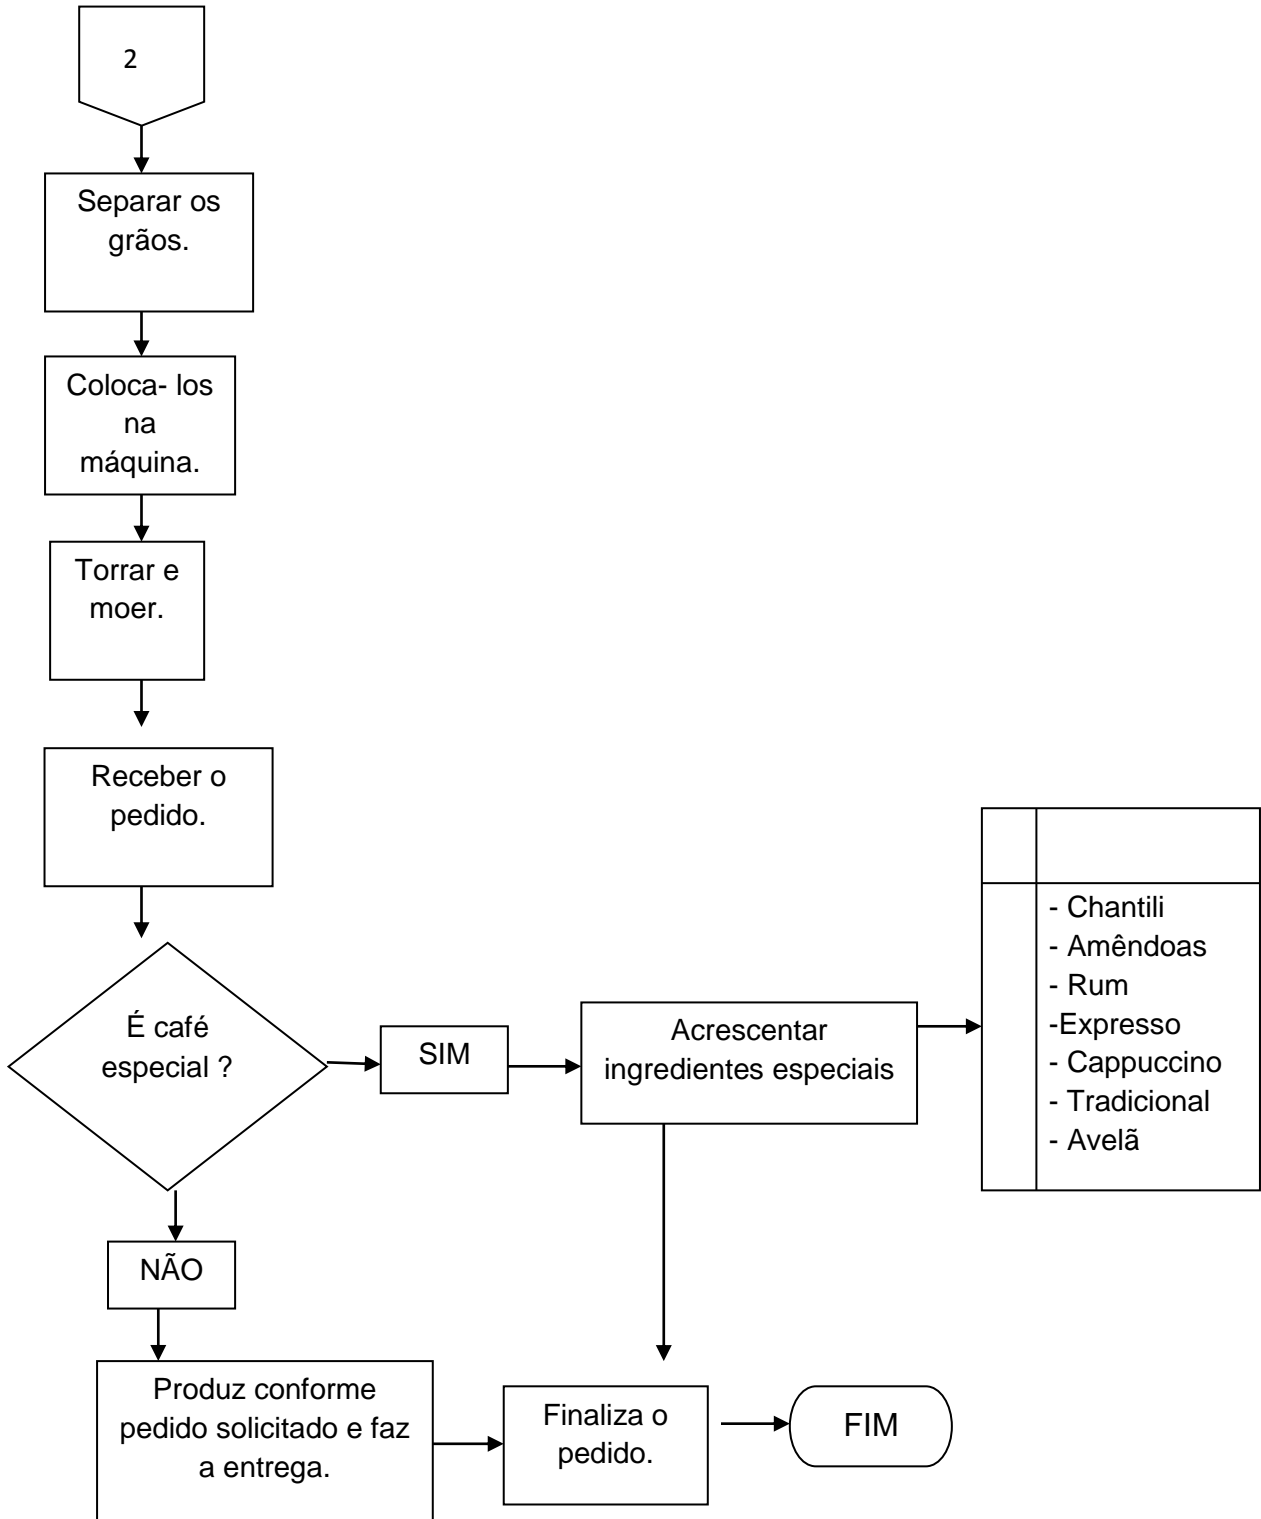 2
Separar os
grãos.
Coloca- los
na
máquina.
Torrar e
moer.
Receber o
pedido.
É café
especial ?
SIM
Acrescentar
ingredientes especiais
- Chantili
- Amêndoas
- Rum
-Expresso
- Cappuccino
- Tradicional
- Avelã
NÃO
Produz conforme
pedido solicitado e faz
a entrega.
Finaliza o
pedido.
FIM